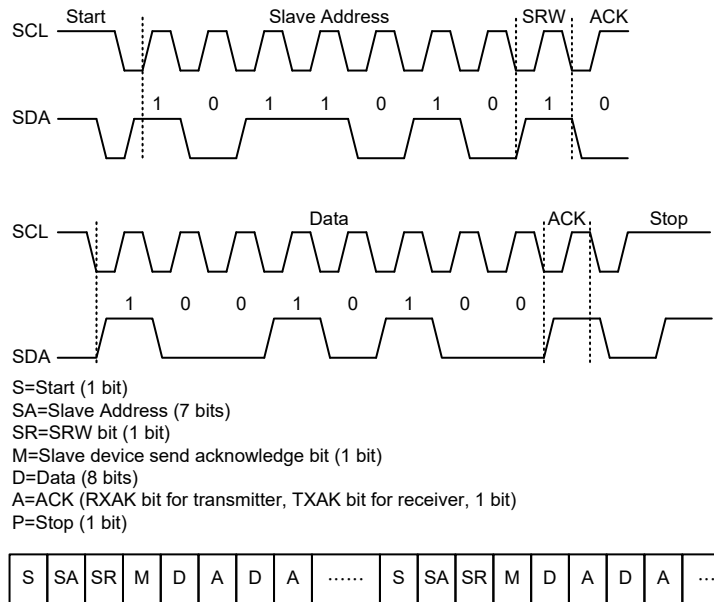 Start Slave Address SRW ACK
SCL
1 0 1 1 0 1 0 1 0
SDA
Data ACK Stop
SCL
1 0 0 1 0 1 0 0
SDA
S=Start (1 bit)
SA=Slave Address (7 bits)
SR=SRW bit (1 bit)
M=Slave device send acknowledge bit (1 bit)
D=Data (8 bits)
A=ACK (RXAK bit for transmitter, TXAK bit for receiver, 1 bit)
P=Stop (1 bit)
S SA SR M D A D A ...... S SA SR M D A D A ...